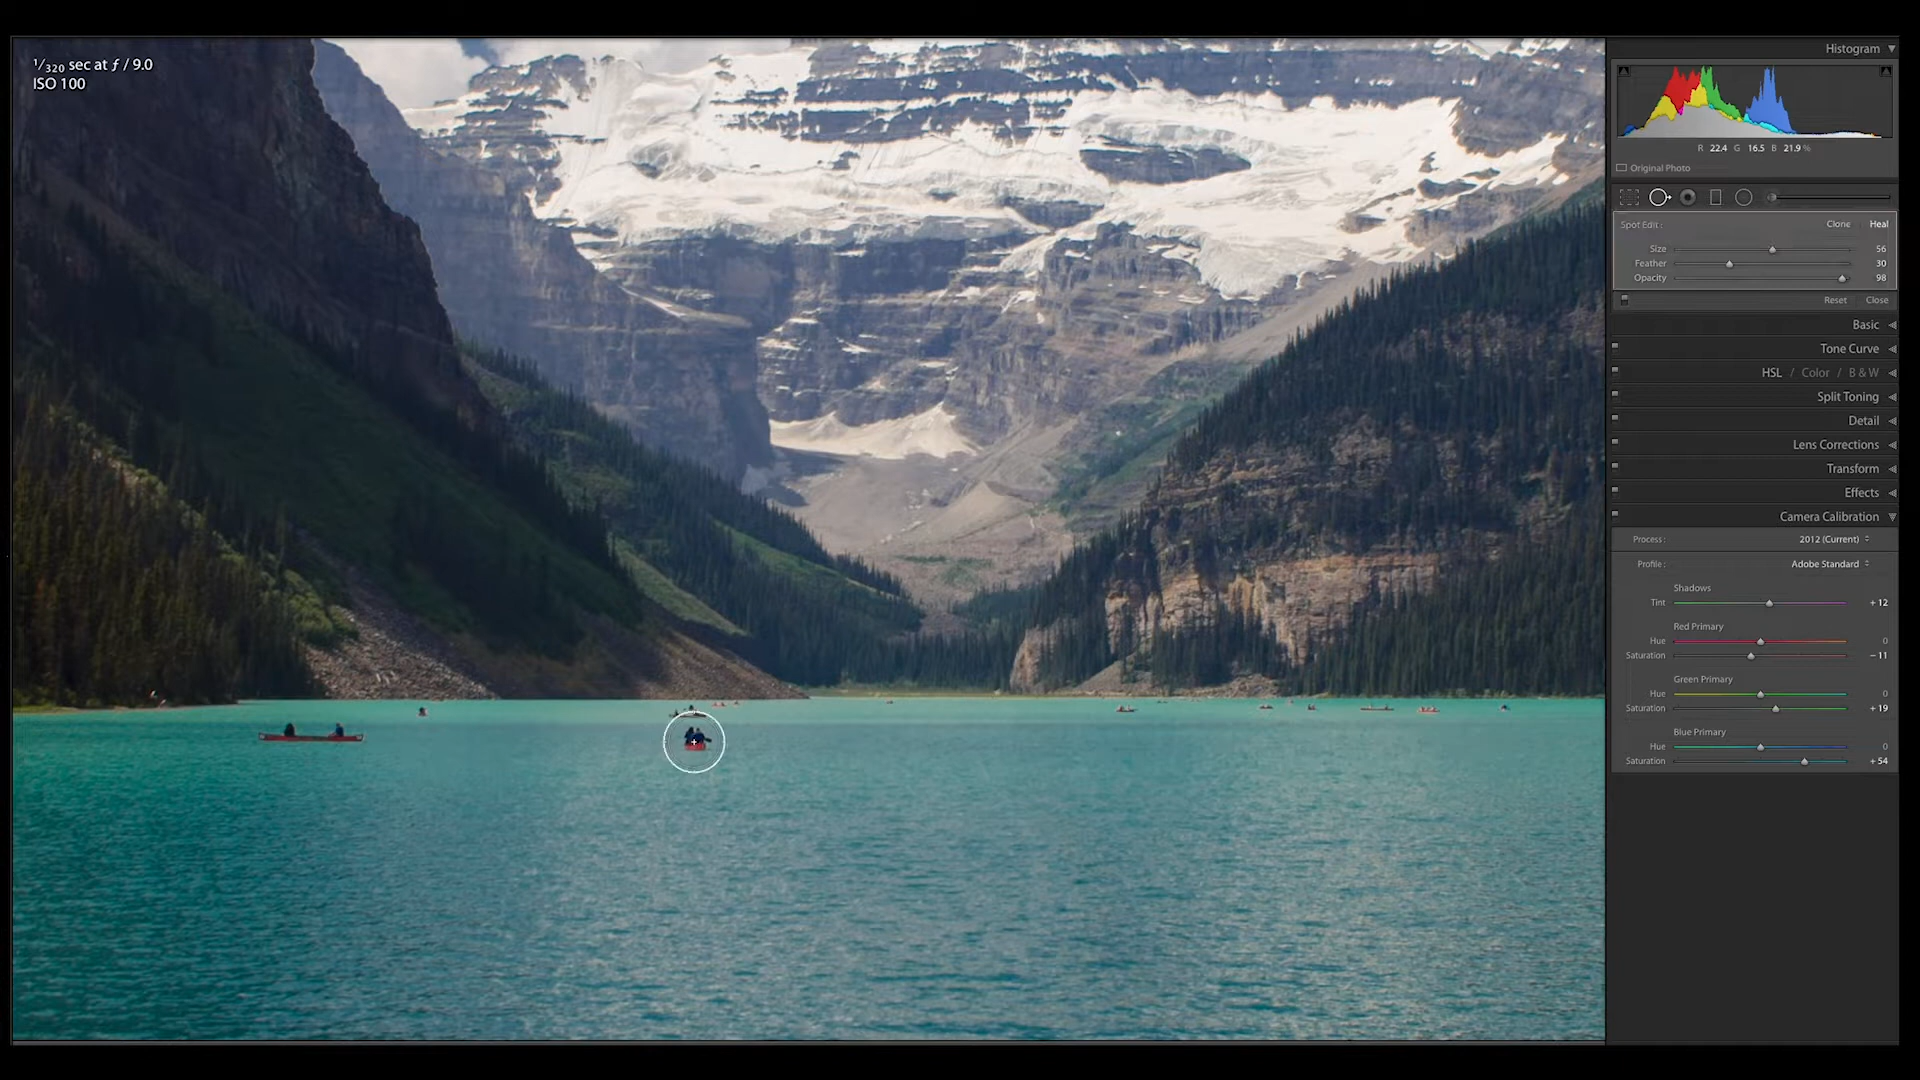 1/320 sec at ƒ / 9.0
ISO 100
Histogram
R 22.4 G 16.5 B 21.9 %
Original Photo
Spot Edit : Clone Heal
Size 56
Feather 30
Opacity 98
Reset Close
Basic
Tone Curve
HSL / Color / B & W
Split Toning
Detail
Lens Corrections
Transform
Effects
Camera Calibration
Process : 2012 (Current)
Profile : Adobe Standard
Shadows
Tint + 12
Red Primary
Hue 0
Saturation − 11
Green Primary
Hue 0
Saturation + 19
Blue Primary
Hue 0
Saturation + 54